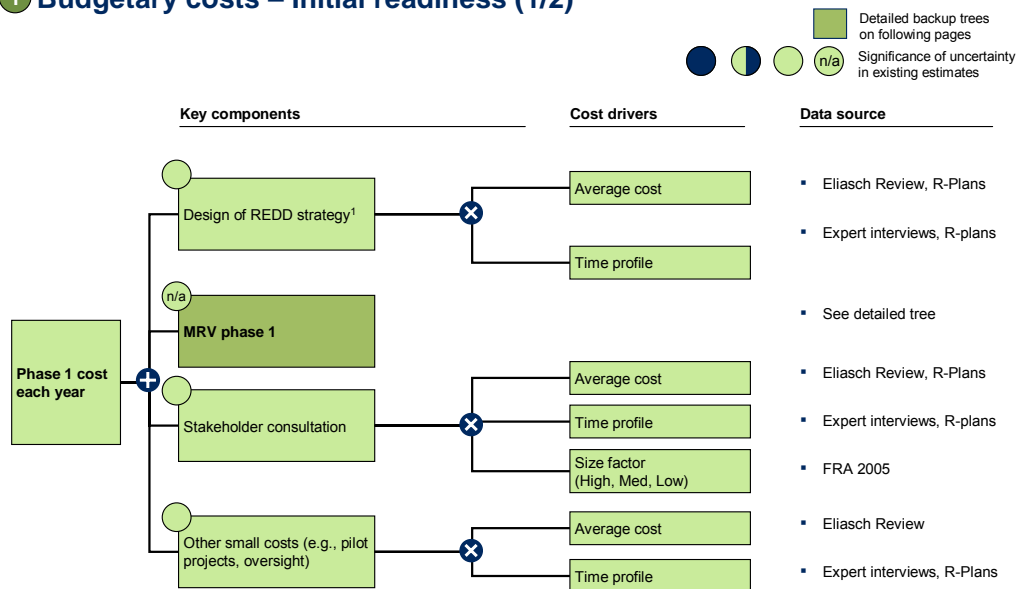 1 Budgetary costs – Initial readiness (1/2)
Detailed backup trees
on following pages
n/a
Significance of uncertainty
in existing estimates
Key components
Cost drivers
Data source
Design of REDD strategy1
Average cost
▪ Eliasch Review, R-Plans
Time profile
▪ Expert interviews, R-plans
n/a
MRV phase 1
▪ See detailed tree
Phase 1 cost
each year
+
Stakeholder consultation
×
Average cost
▪ Eliasch Review, R-Plans
Time profile
▪ Expert interviews, R-plans
Size factor
(High, Med, Low)
▪ FRA 2005
Other small costs (e.g., pilot
projects, oversight)
×
Average cost
▪ Eliasch Review
Time profile
▪ Expert interviews, R-Plans